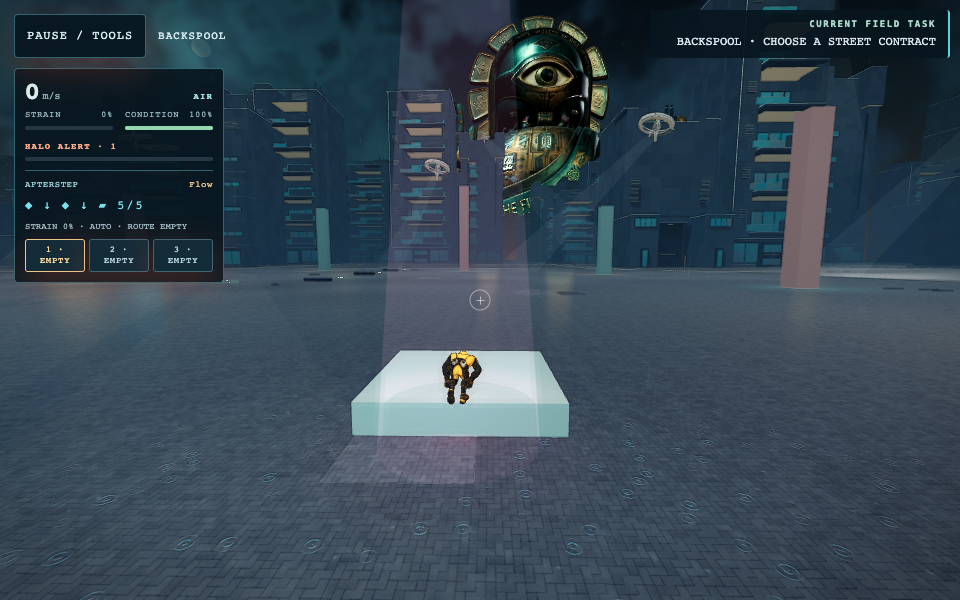 PAUSE / TOOLS
BACKSPOOL
CURRENT FIELD TASK
BACKSPOOL · CHOOSE A STREET CONTRACT
0 m/s
AIR
STRAIN 0%
CONDITION 100%
HALO ALERT · 1
AFTERSTEP
Flow
◆ ↓ ◆ ↓ ▰ 5/5
STRAIN 0% · AUTO · ROUTE EMPTY
1 · EMPTY
2 · EMPTY
3 · EMPTY